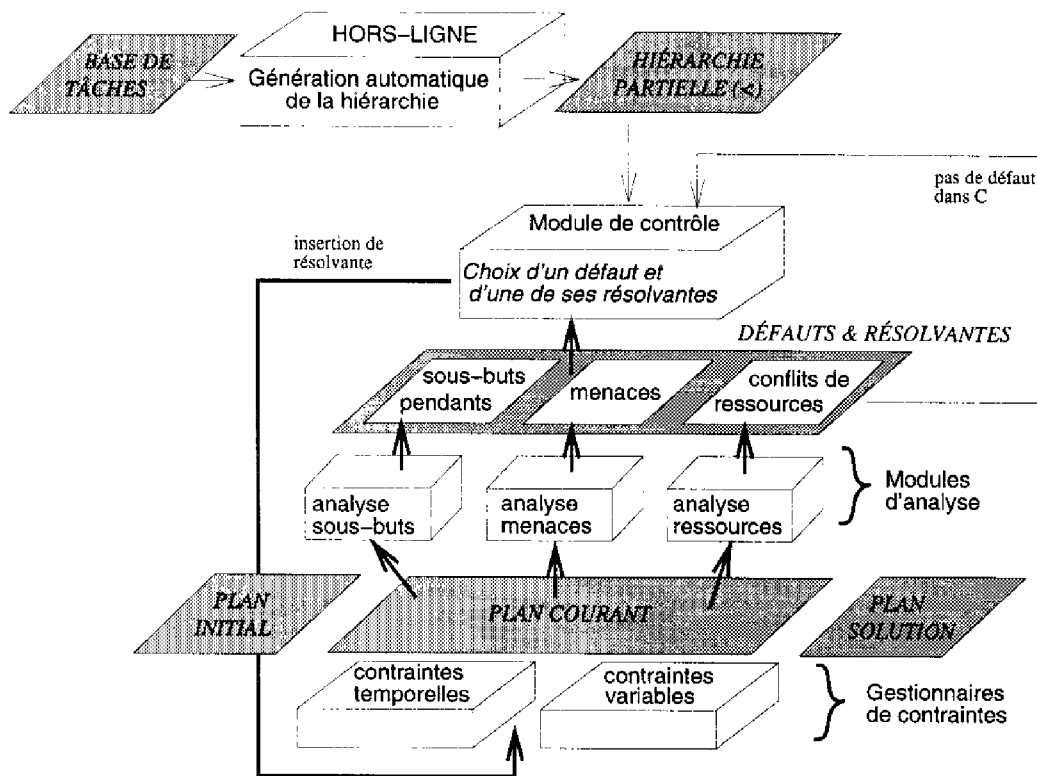 BASE DE
TÂCHES
HORS-LIGNE
Génération automatique
de la hiérarchie
HIÉRARCHIE
PARTIELLE (<)
pas de défaut
dans C
Module de contrôle
insertion de
résolvante
Choix d'un défaut et
d'une de ses résolvantes
DÉFAUTS & RÉSOLVANTES
sous-buts
pendants
menaces
conflits de
ressources
analyse
sous-buts
analyse
menaces
analyse
ressources
Modules
d'analyse
PLAN
INITIAL
PLAN COURANT
PLAN
SOLUTION
contraintes
temporelles
contraintes
variables
Gestionnaires
de contraintes